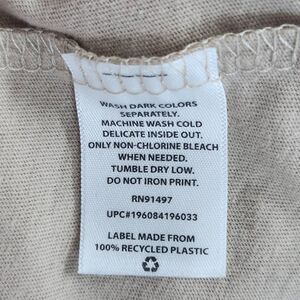 WASH DARK COLORS
SEPARATELY.
MACHINE WASH COLD
DELICATE INSIDE OUT.
ONLY NON-CHLORINE BLEACH
WHEN NEEDED.
TUMBLE DRY LOW.
DO NOT IRON PRINT.
RN91497
UPC#196084196033
LABEL MADE FROM
100% RECYCLED PLASTIC